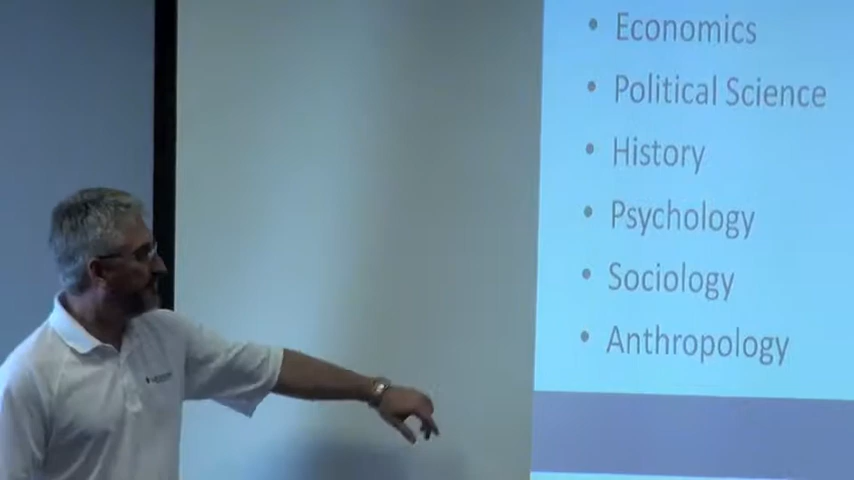 • Economics
• Political Science
• History
• Psychology
• Sociology
• Anthropology